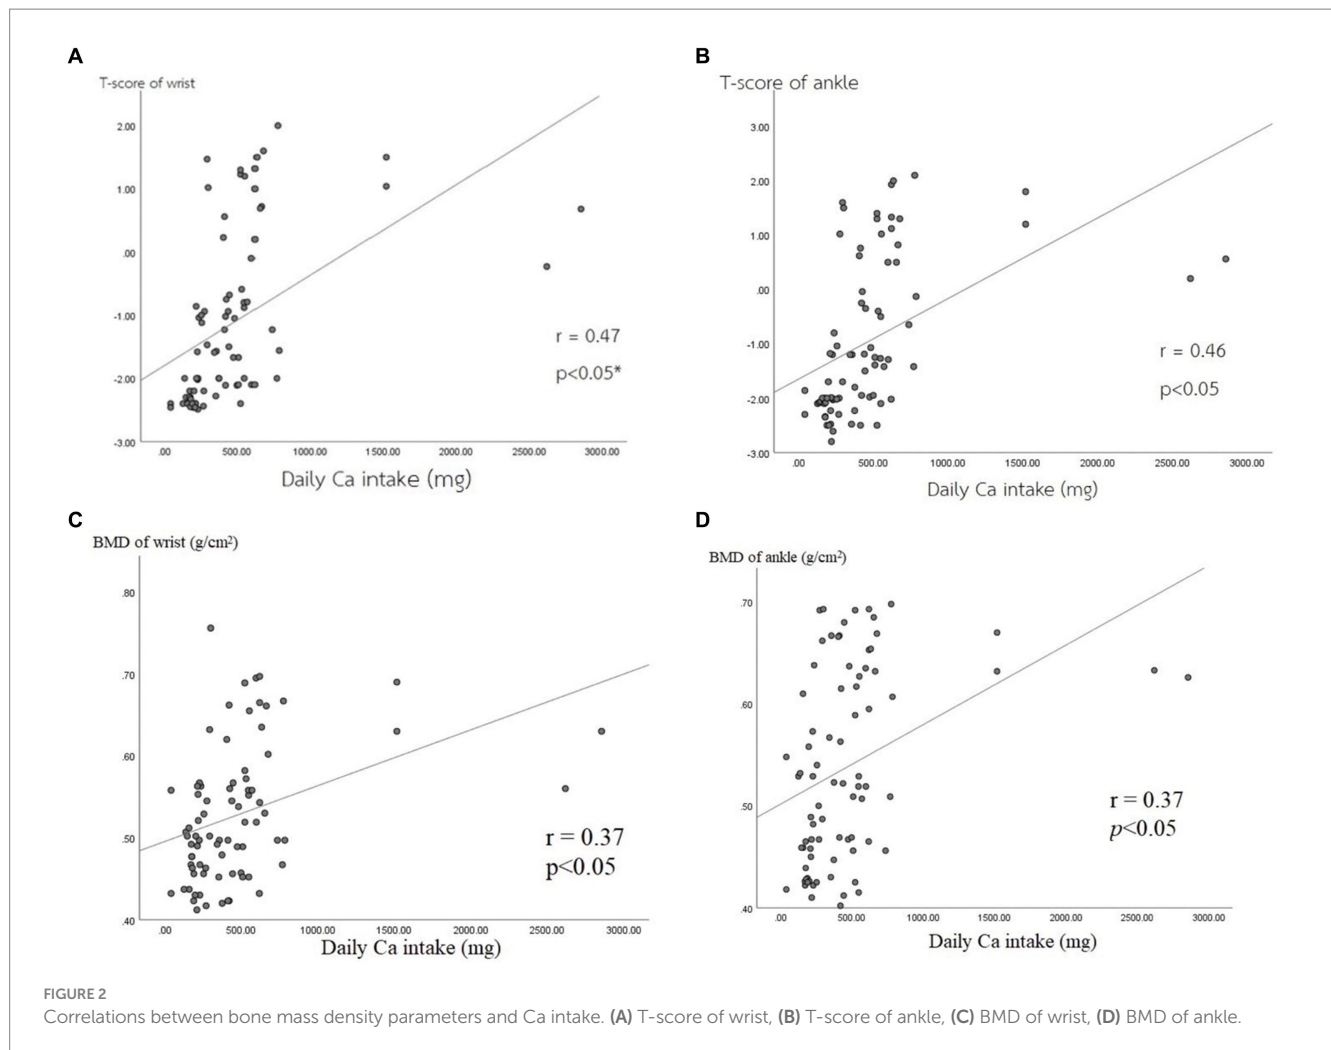 A
T-score of wrist
2.00
1.00
.00
-1.00
-2.00
-3.00
r = 0.47
p<0.05*
.00 500.00 1000.00 1500.00 2000.00 2500.00 3000.00
Daily Ca intake (mg)
B
T-score of ankle
3.00
2.00
1.00
.00
-1.00
-2.00
-3.00
r = 0.46
p<0.05
.00 500.00 1000.00 1500.00 2000.00 2500.00 3000.00
Daily Ca intake (mg)
C
BMD of wrist (g/cm²)
.80
.70
.60
.50
.40
r = 0.37
p<0.05
.00 500.00 1000.00 1500.00 2000.00 2500.00 3000.00
Daily Ca intake (mg)
D
BMD of ankle (g/cm²)
.70
.60
.50
.40
r = 0.37
p<0.05
.00 500.00 1000.00 1500.00 2000.00 2500.00 3000.00
Daily Ca intake (mg)
FIGURE 2
Correlations between bone mass density parameters and Ca intake. (A) T-score of wrist, (B) T-score of ankle, (C) BMD of wrist, (D) BMD of ankle.